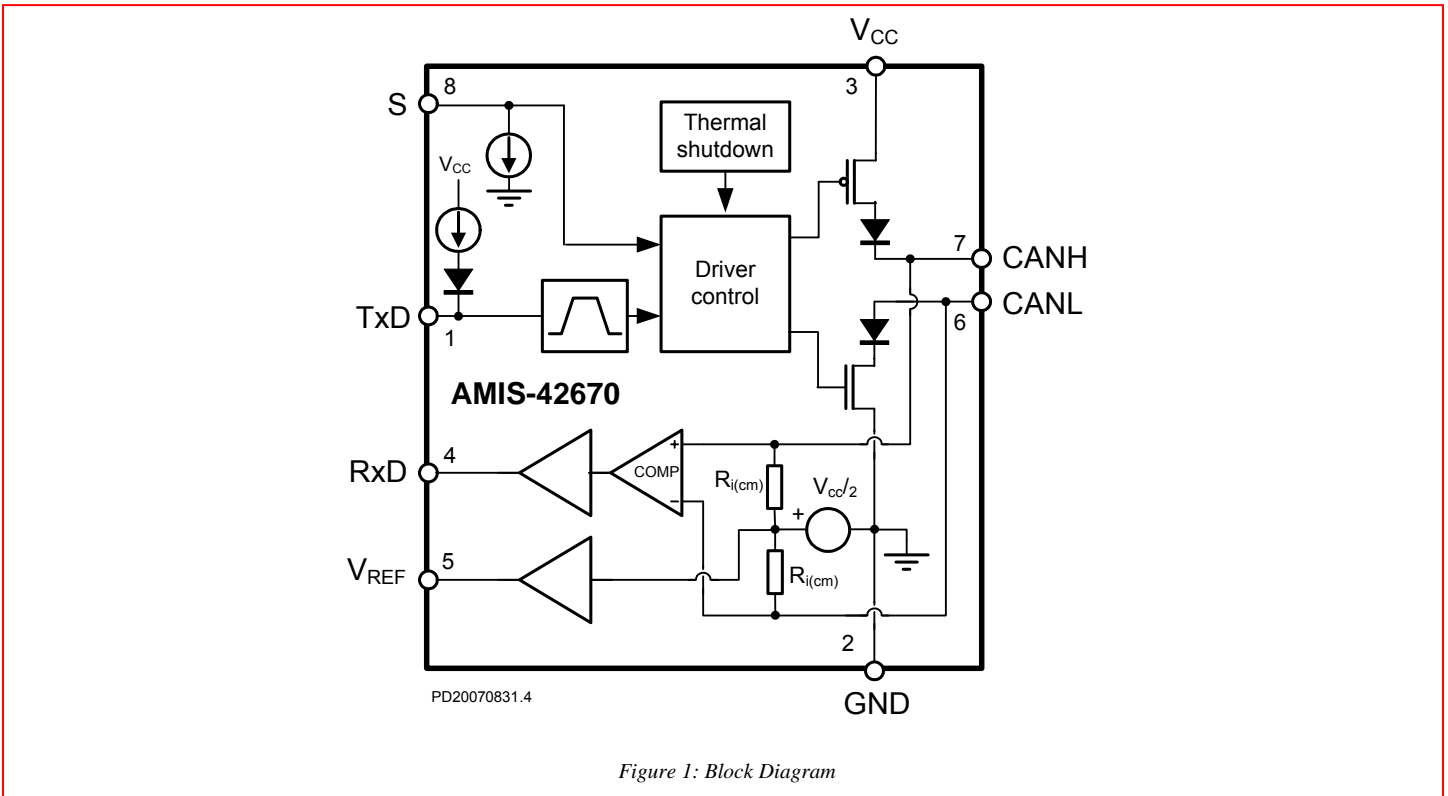 VCC
3
8
S
Thermal
shutdown
VCC
7
CANH
Driver
control
CANL
6
TxD
1
AMIS-42670
4
RxD
+
COMP
−
Ri(cm)
Vcc/2
+
5
VREF
Ri(cm)
2
PD20070831.4
GND
Figure 1: Block Diagram